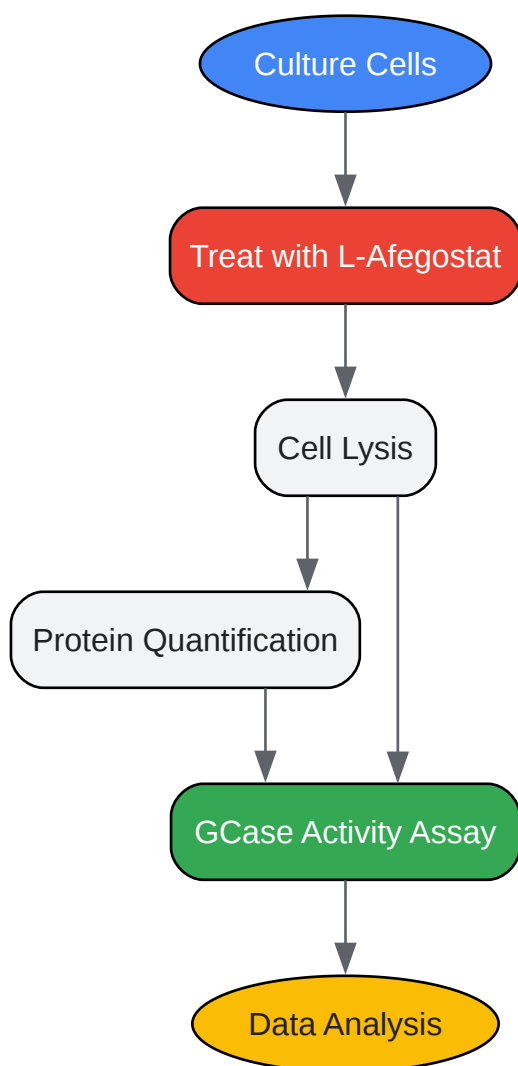 Culture Cells
Treat with L-Afegostat
Cell Lysis
Protein Quantification
GCase Activity Assay
Data Analysis